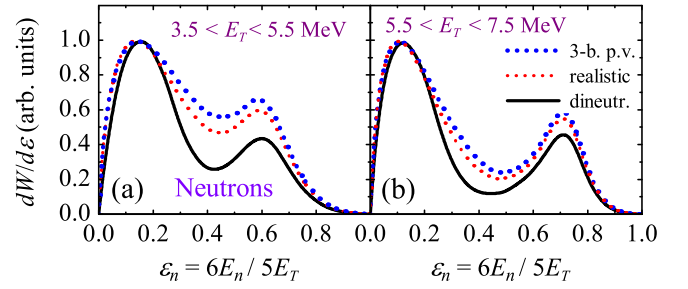 3.5 < E_T < 5.5 MeV
5.5 < E_T < 7.5 MeV
3-b. p.v.
realistic
dineutr.
dW/dε (arb. units)
1.0
0.8
0.6
0.4
0.2
0.0
(a)
Neutrons
(b)
0.0 0.2 0.4 0.6 0.8 0.0 0.2 0.4 0.6 0.8 1.0
ε_n = 6E_n / 5E_T
ε_n = 6E_n / 5E_T